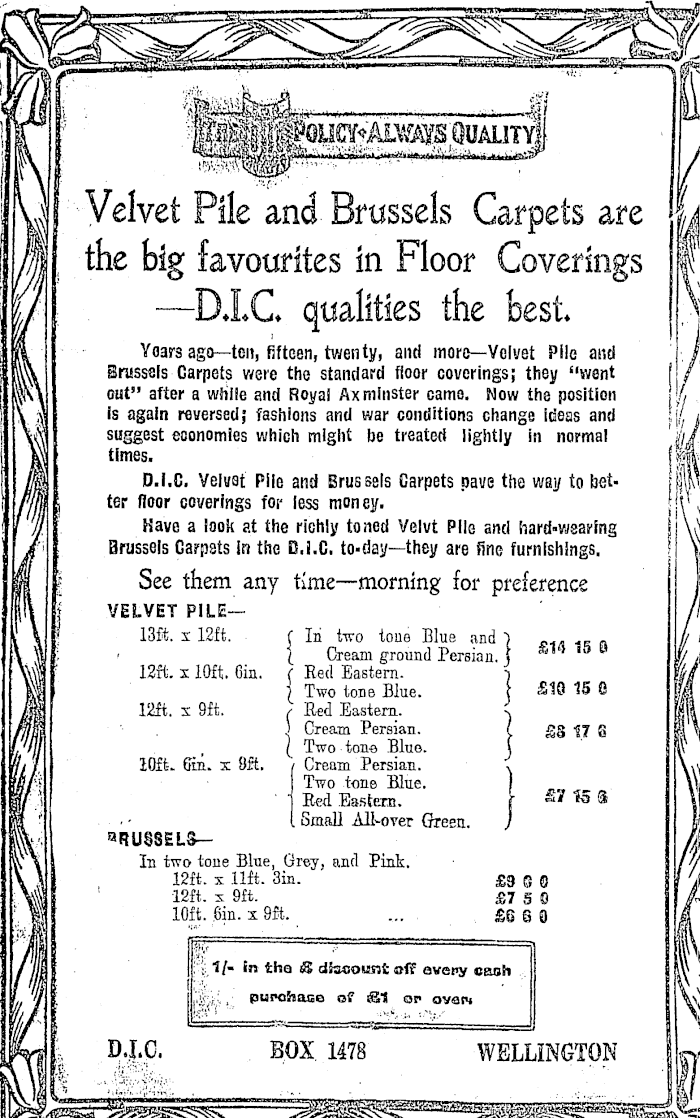 POLICY·ALWAYS QUALITY
Velvet Pile and Brussels Carpets are
the big favourites in Floor Coverings
—D.I.C. qualities the best.
Years ago—ten, fifteen, twenty, and more—Velvet Pile and
Brussels Carpets were the standard floor coverings; they "went
out" after a while and Royal Axminster came. Now the position
is again reversed; fashions and war conditions change ideas and
suggest economies which might be treated lightly in normal
times.
D.I.C. Velvet Pile and Brussels Carpets pave the way to bet-
ter floor coverings for less money.
Have a look at the richly toned Velvt Pile and hard-wearing
Brussels Carpets in the D.I.C. to-day—they are fine furnishings.
See them any time—morning for preference
VELVET PILE—
13ft. x 12ft. In two tone Blue and
Cream ground Persian. £14 15 0
12ft. x 10ft. 6in. Red Eastern.
Two tone Blue. £10 15 0
12ft. x 9ft. Red Eastern.
Cream Persian. £8 17 6
Two tone Blue.
10ft. 6in. x 9ft. Cream Persian.
Two tone Blue.
Red Eastern. £7 15
Small All-over Green.
BRUSSELS—
In two tone Blue, Grey, and Pink.
12ft. x 11ft. 3in. £9 6 0
12ft. x 9ft. £7 5 0
10ft. 6in. x 9ft. ... £6 6 0
1/- in the £ discount off every cash
purchase of £1 or over.
D.I.C. BOX 1478 WELLINGTON